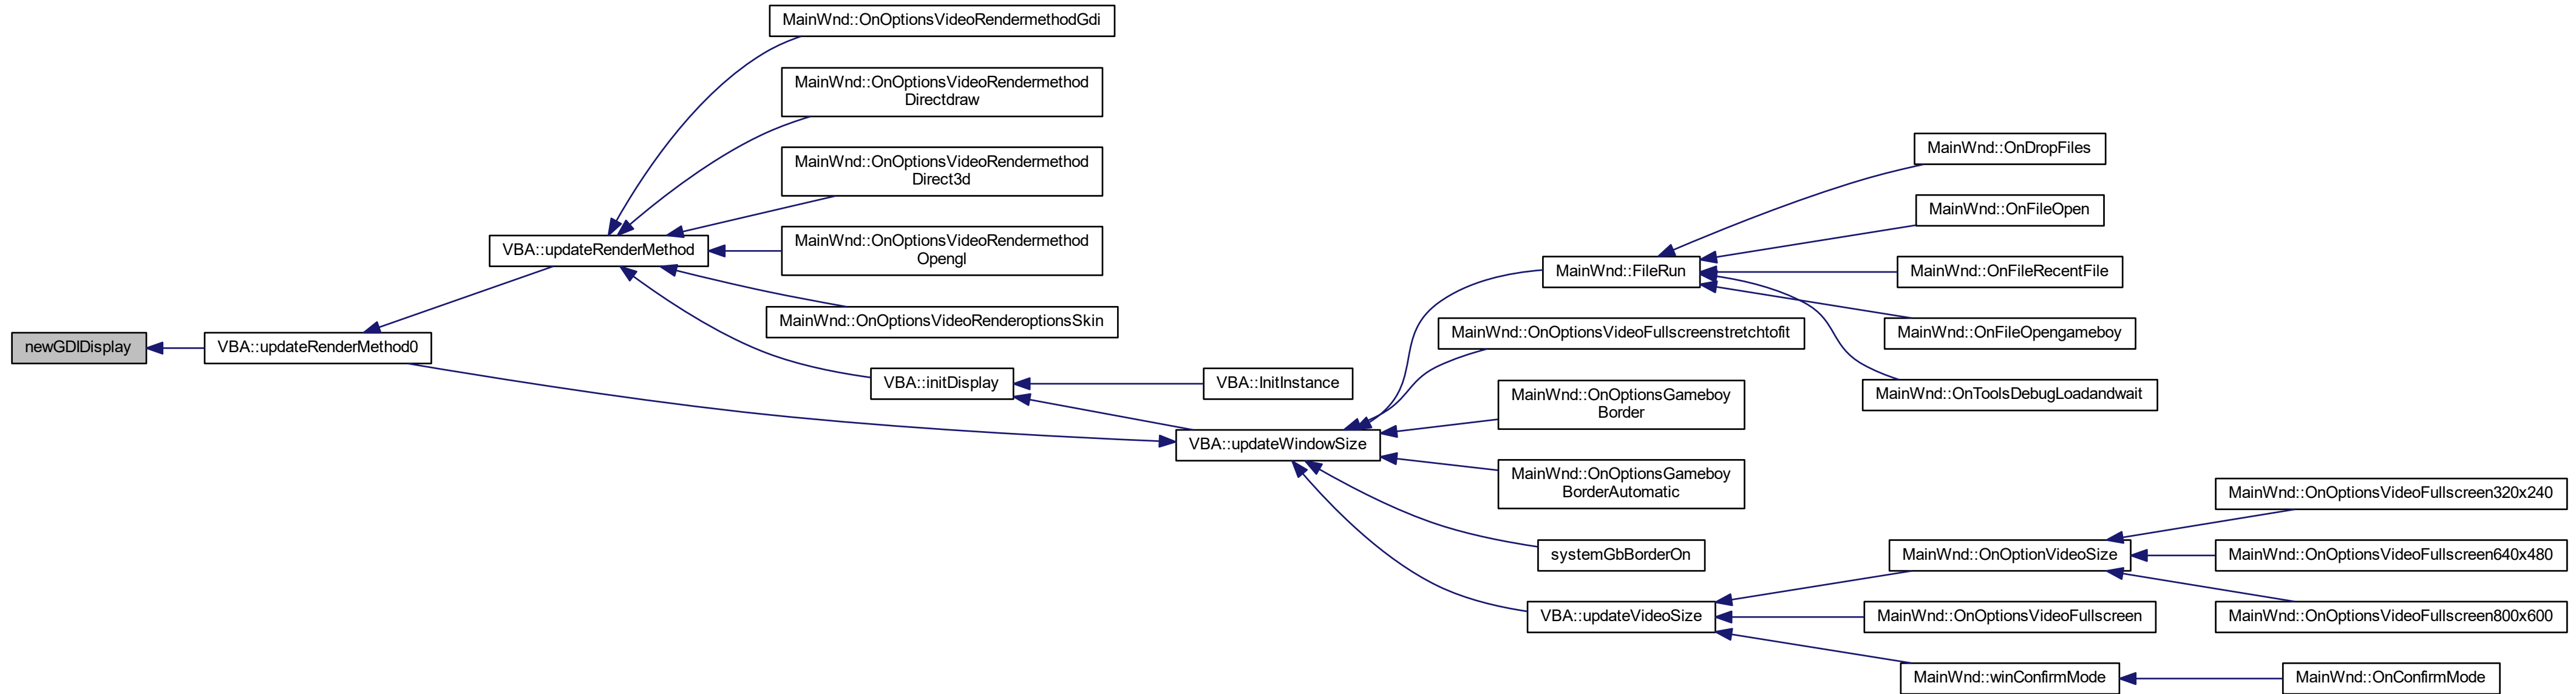 MainWnd::OnOptionsVideoRendermethodGdi
MainWnd::OnOptionsVideoRendermethod
Directdraw
MainWnd::OnOptionsVideoRendermethod
Direct3d
MainWnd::OnOptionsVideoRendermethod
Opengl
MainWnd::OnOptionsVideoRenderoptionsSkin
VBA::updateRenderMethod
newGDIDisplay
VBA::updateRenderMethod0
VBA::initDisplay
VBA::InitInstance
VBA::updateWindowSize
MainWnd::FileRun
MainWnd::OnDropFiles
MainWnd::OnFileOpen
MainWnd::OnFileRecentFile
MainWnd::OnFileOpengameboy
MainWnd::OnToolsDebugLoadandwait
MainWnd::OnOptionsVideoFullscreenstretchtofit
MainWnd::OnOptionsGameboy
Border
MainWnd::OnOptionsGameboy
BorderAutomatic
systemGbBorderOn
VBA::updateVideoSize
MainWnd::OnOptionVideoSize
MainWnd::OnOptionsVideoFullscreen320x240
MainWnd::OnOptionsVideoFullscreen640x480
MainWnd::OnOptionsVideoFullscreen800x600
MainWnd::OnOptionsVideoFullscreen
MainWnd::winConfirmMode
MainWnd::OnConfirmMode